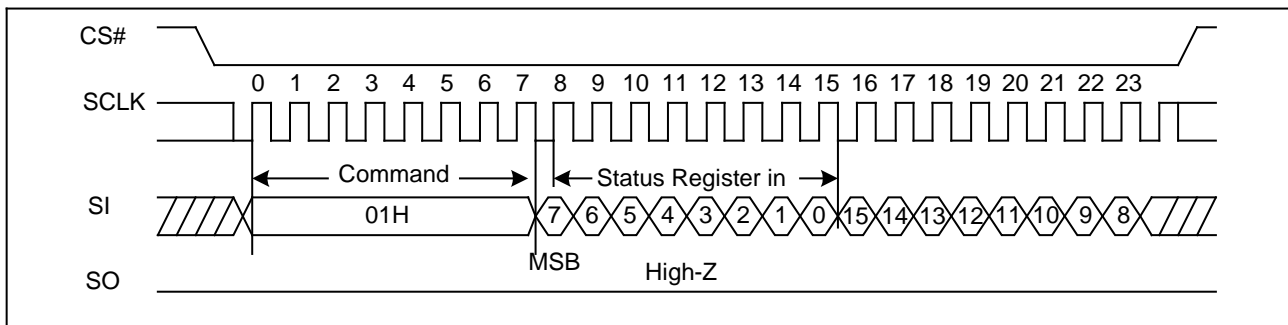 CS#
0 1 2 3 4 5 6 7 8 9 10 11 12 13 14 15 16 17 18 19 20 21 22 23
SCLK
Command Status Register in
SI 01H 7 6 5 4 3 2 1 0 15 14 13 12 11 10 9 8
MSB High-Z
SO